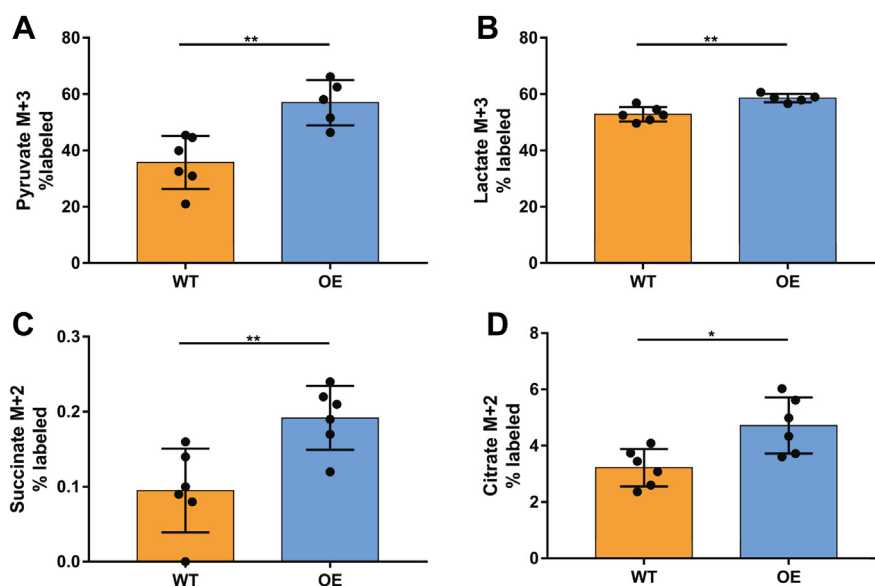 A
Pyruvate M+3
%labeled
80
60
40
20
0
**
WT
OE
B
Lactate M+3
% labeled
80
60
40
20
0
**
WT
OE
C
Succinate M+2
% labeled
0.3
0.2
0.1
0.0
**
WT
OE
D
Citrate M+2
% labeled
8
6
4
2
0
*
WT
OE